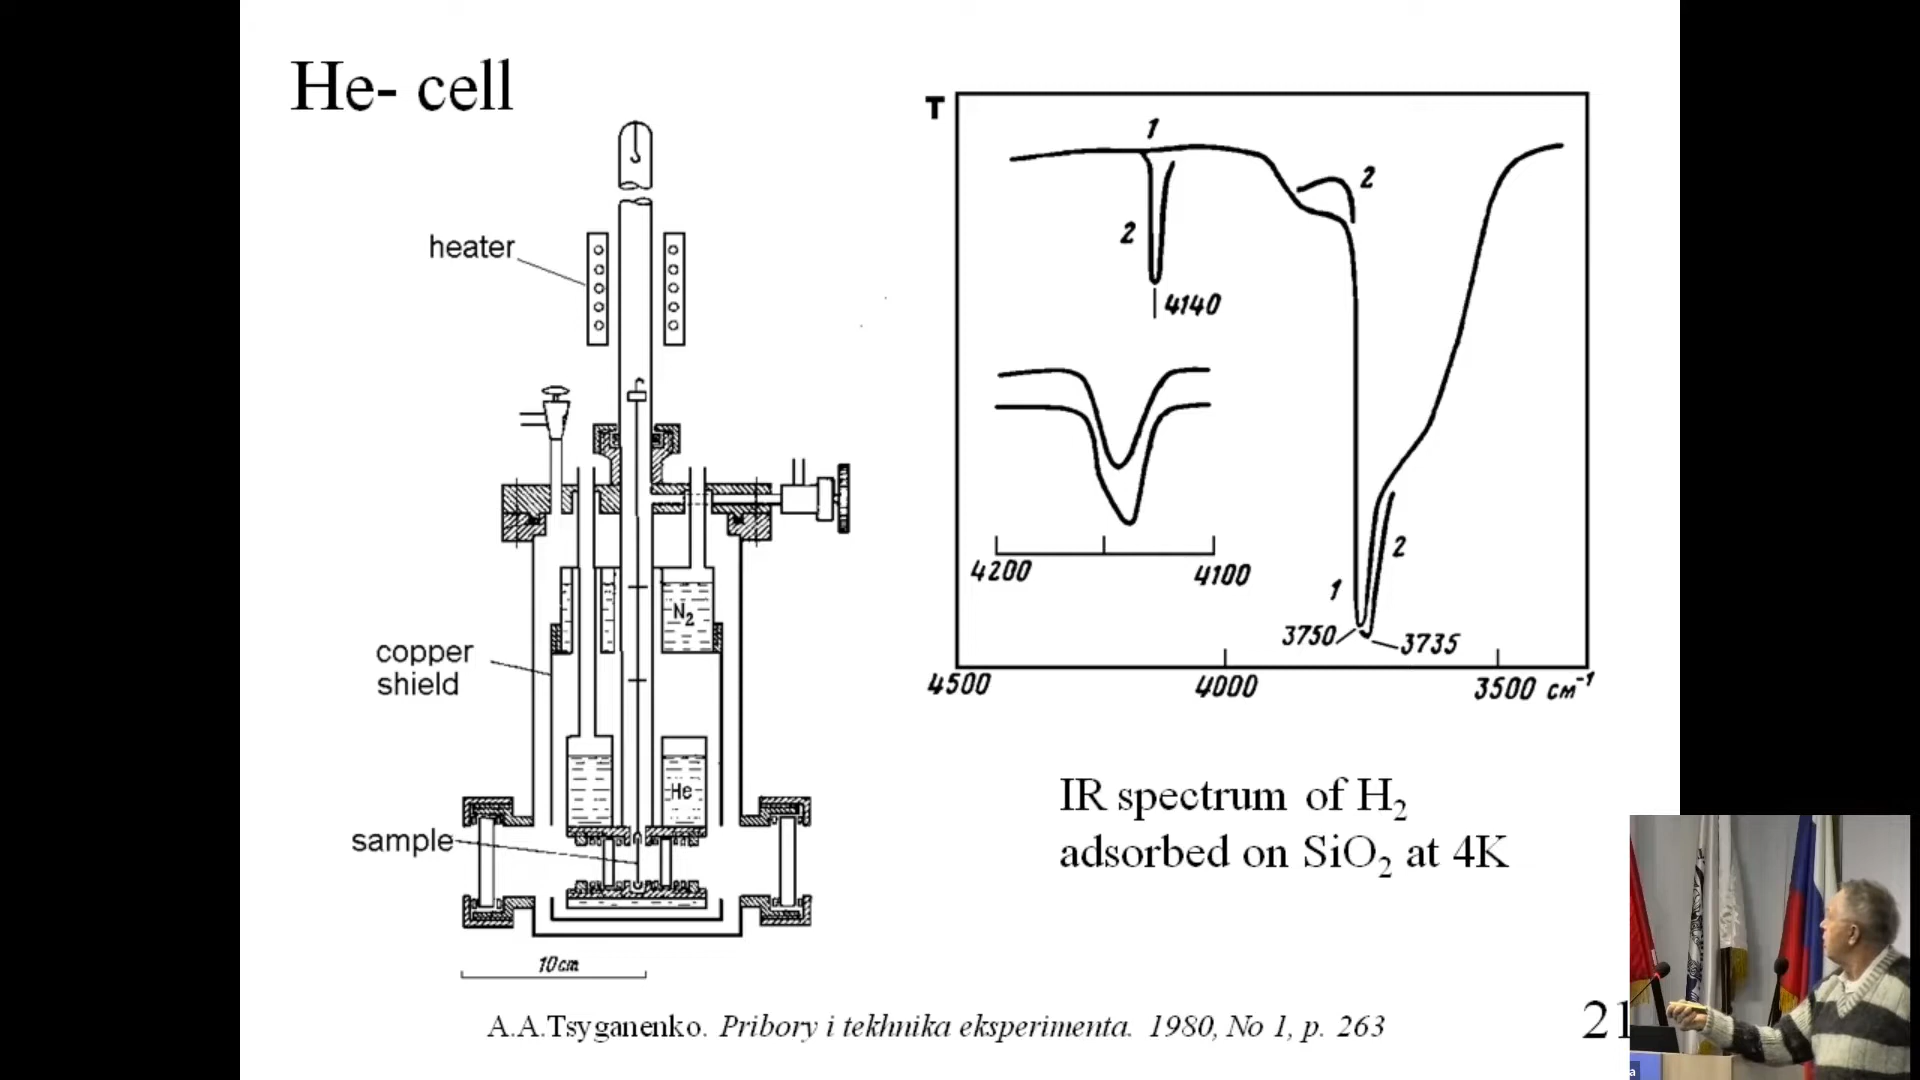 He- cell
heater
copper
shield
sample
N2
He
10cm
T
1
2
2
4140
4200
4100
1
2
3750
3735
4500
4000
3500 см-1
IR spectrum of H2
adsorbed on SiO2 at 4K
A.A.Tsyganenko. Pribory i tekhnika eksperimenta. 1980, No 1, p. 263
21
a